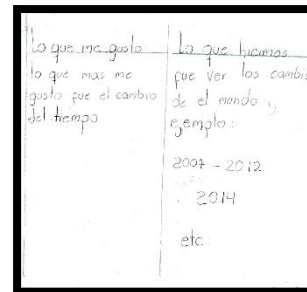 Lo que me gusto
lo que mas me
gusto fue el cambio
del tiempo
Lo que hicimos
fue ver los cambis
de el mundo y
ejemplo:
2007 - 2012
2014
etc.